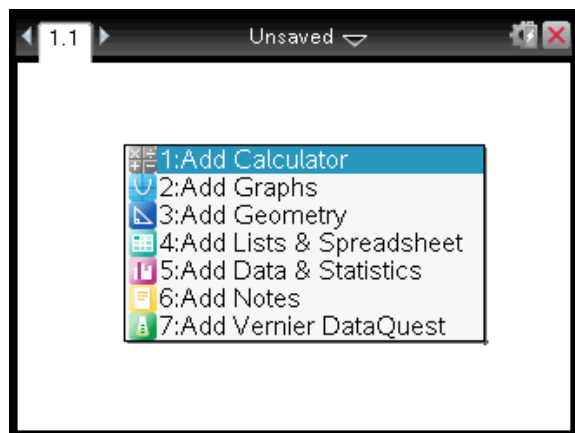 1.1 Unsaved
1:Add Calculator
2:Add Graphs
3:Add Geometry
4:Add Lists & Spreadsheet
5:Add Data & Statistics
6:Add Notes
7:Add Vernier DataQuest